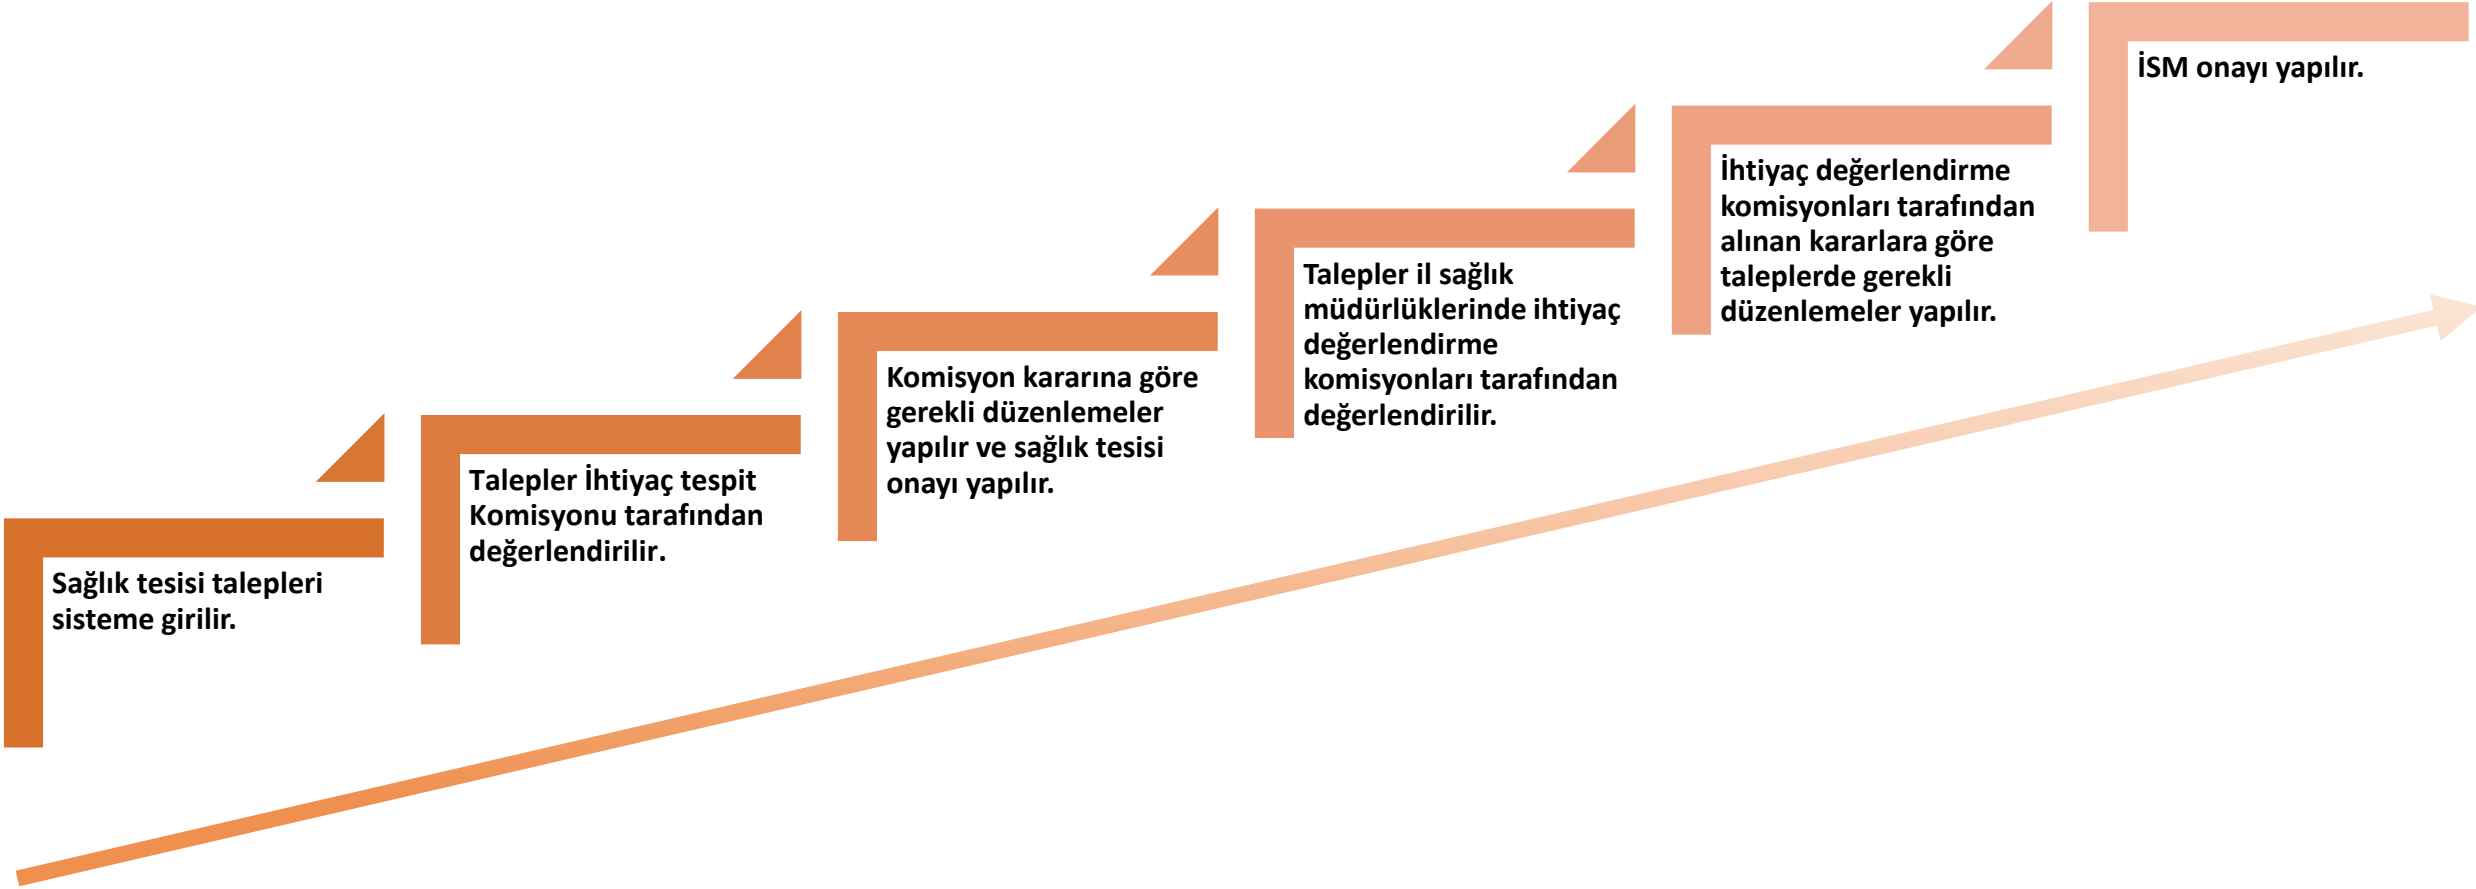 Sağlık tesisi talepleri
sisteme girilir.
Talepler İhtiyaç tespit
Komisyonu tarafından
değerlendirilir.
Komisyon kararına göre
gerekli düzenlemeler
yapılır ve sağlık tesisi
onayı yapılır.
Talepler il sağlık
müdürlüklerinde ihtiyaç
değerlendirme
komisyonları tarafından
değerlendirilir.
İhtiyaç değerlendirme
komisyonları tarafından
alınan kararlara göre
taleplerde gerekli
düzenlemeler yapılır.
İSM onayı yapılır.